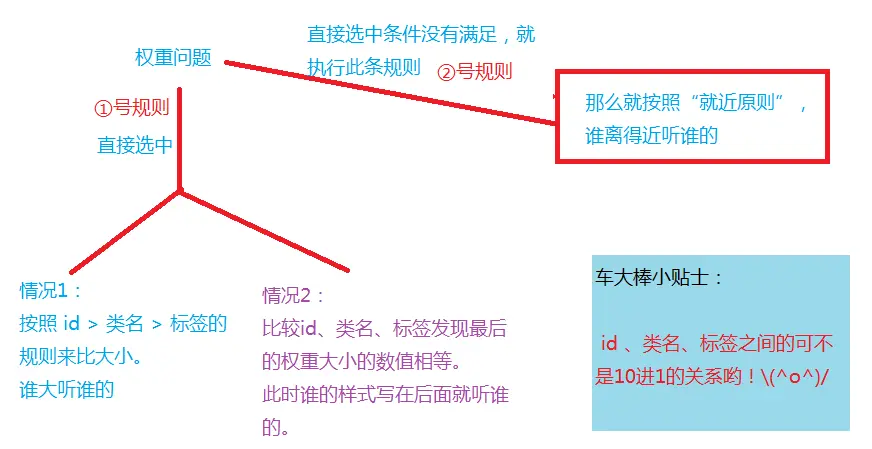 权重问题
直接选中条件没有满足，就
执行此条规则 ②号规则
那么就按照“就近原则”，
谁离得近听谁的
①号规则
直接选中
情况1：
按照 id > 类名 > 标签的
规则来比大小。
谁大听谁的
情况2：
比较id、类名、标签发现最后
的权重大小的数值相等。
此时谁的样式写在后面就听谁
的。
车大棒小贴士：
id 、类名、标签之间的可不
是10进1的关系哟！\(^o^)/